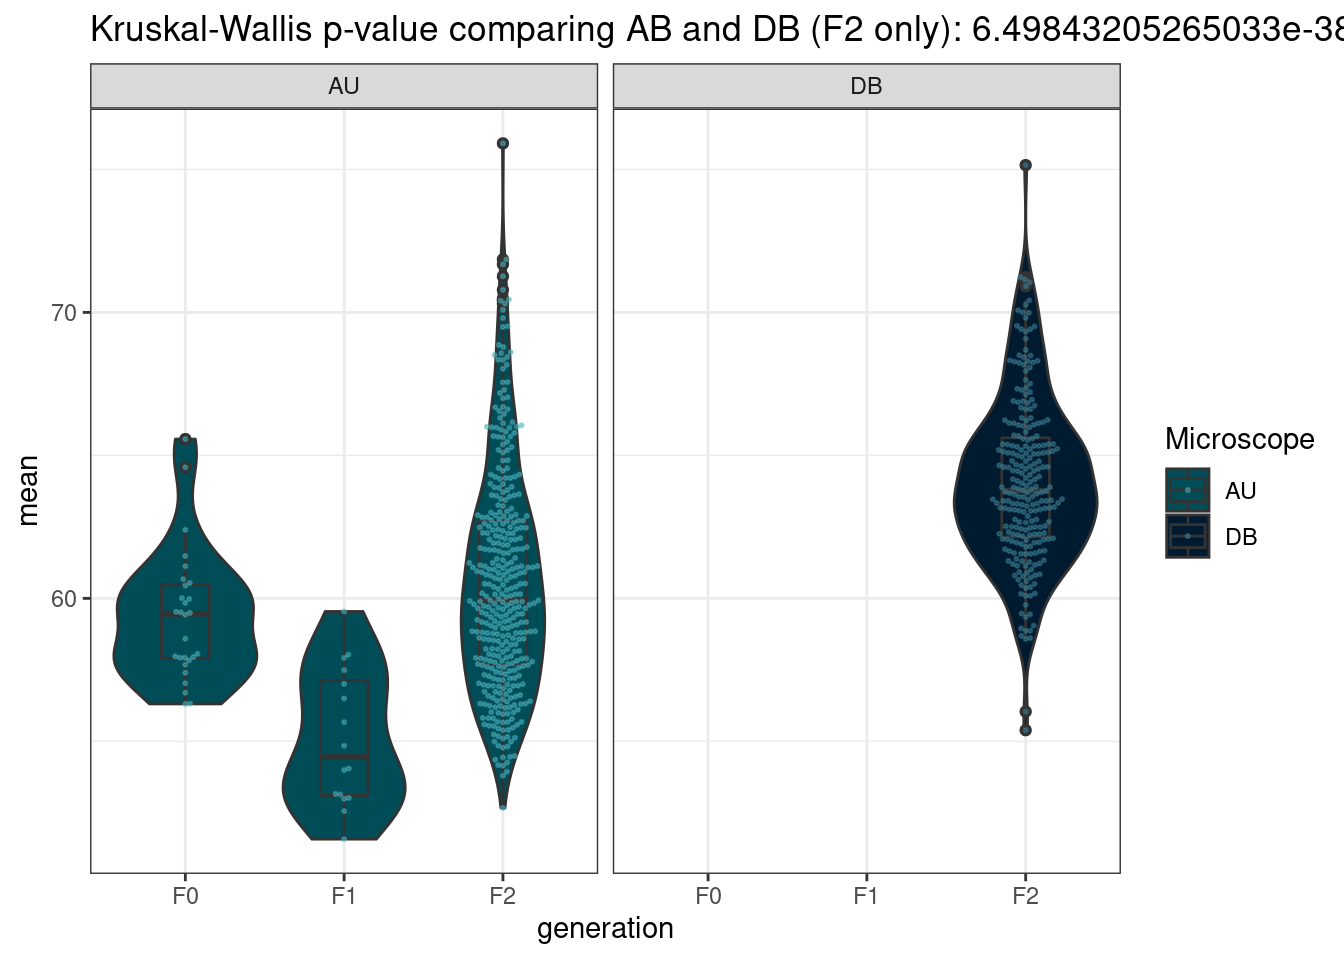 Kruskal-Wallis p-value comparing AB and DB (F2 only): 6.49843205265033e-38
AU
DB
70
60
mean
F0
F1
F2
F0
F1
F2
generation
Microscope
AU
DB